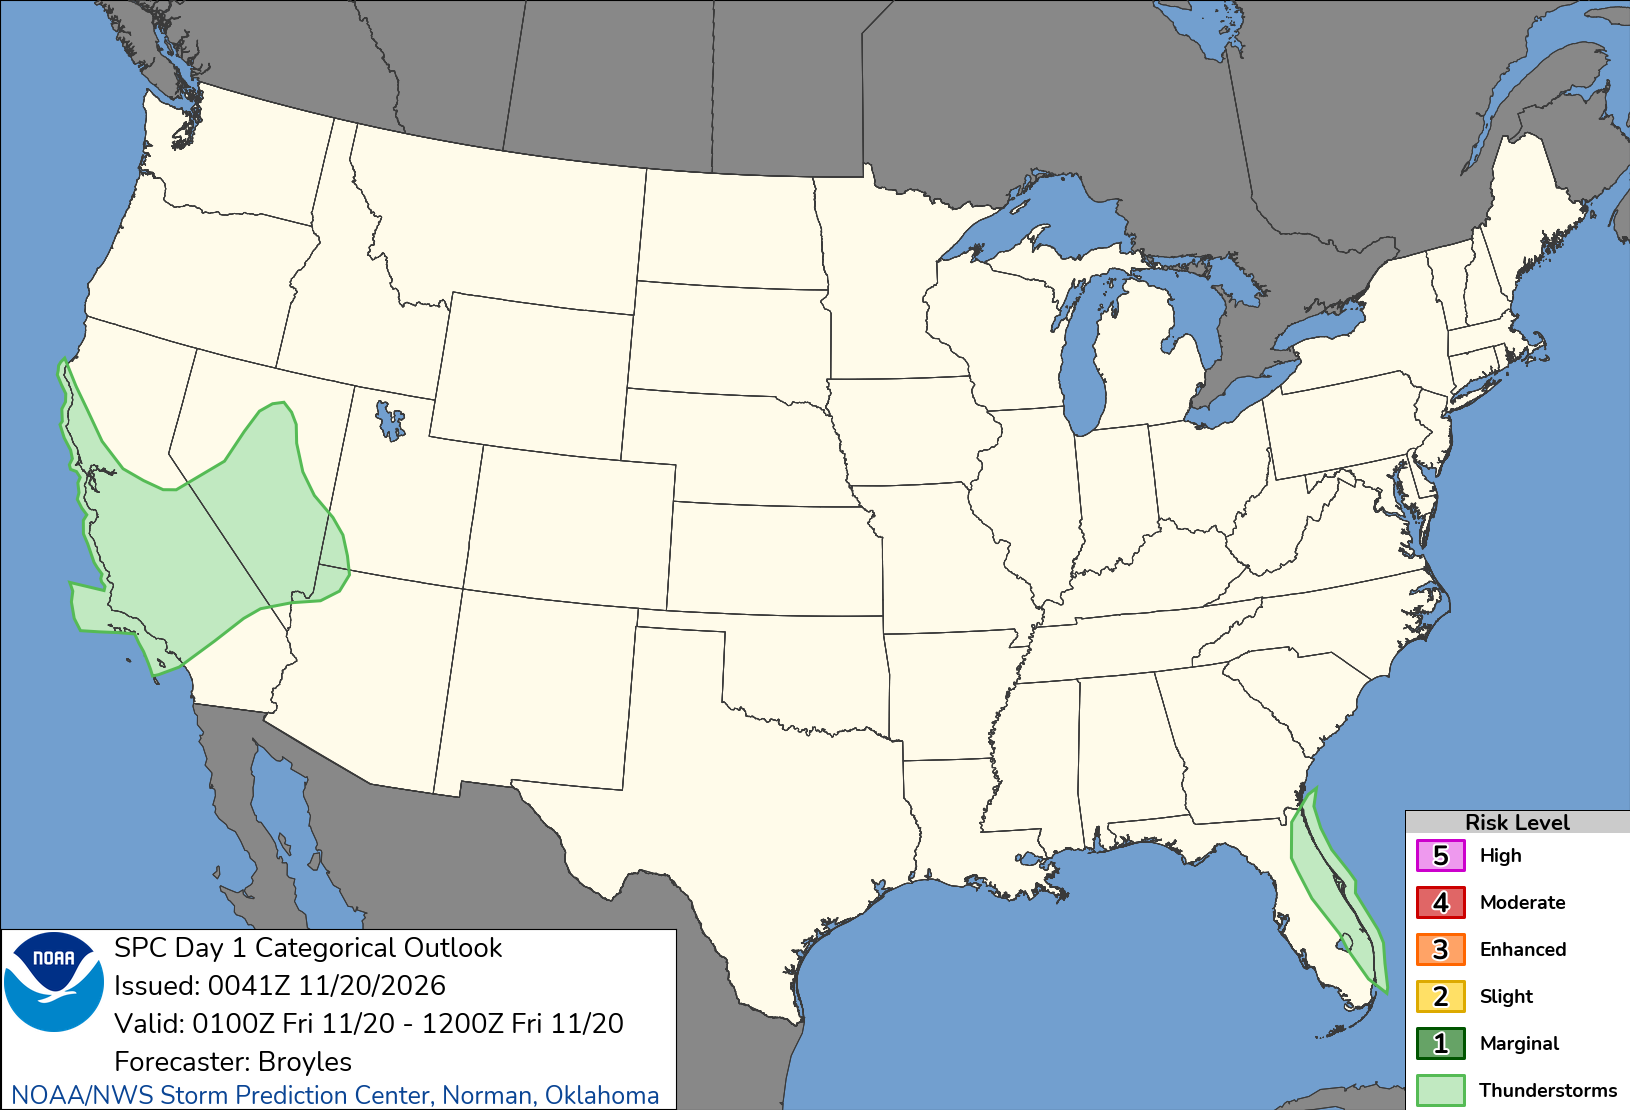 Risk Level
5 High
4 Moderate
3 Enhanced
2 Slight
1 Marginal
Thunderstorms
NOAA
SPC Day 1 Categorical Outlook
Issued: 0041Z 11/20/2026
Valid: 0100Z Fri 11/20 - 1200Z Fri 11/20
Forecaster: Broyles
NOAA/NWS Storm Prediction Center, Norman, Oklahoma